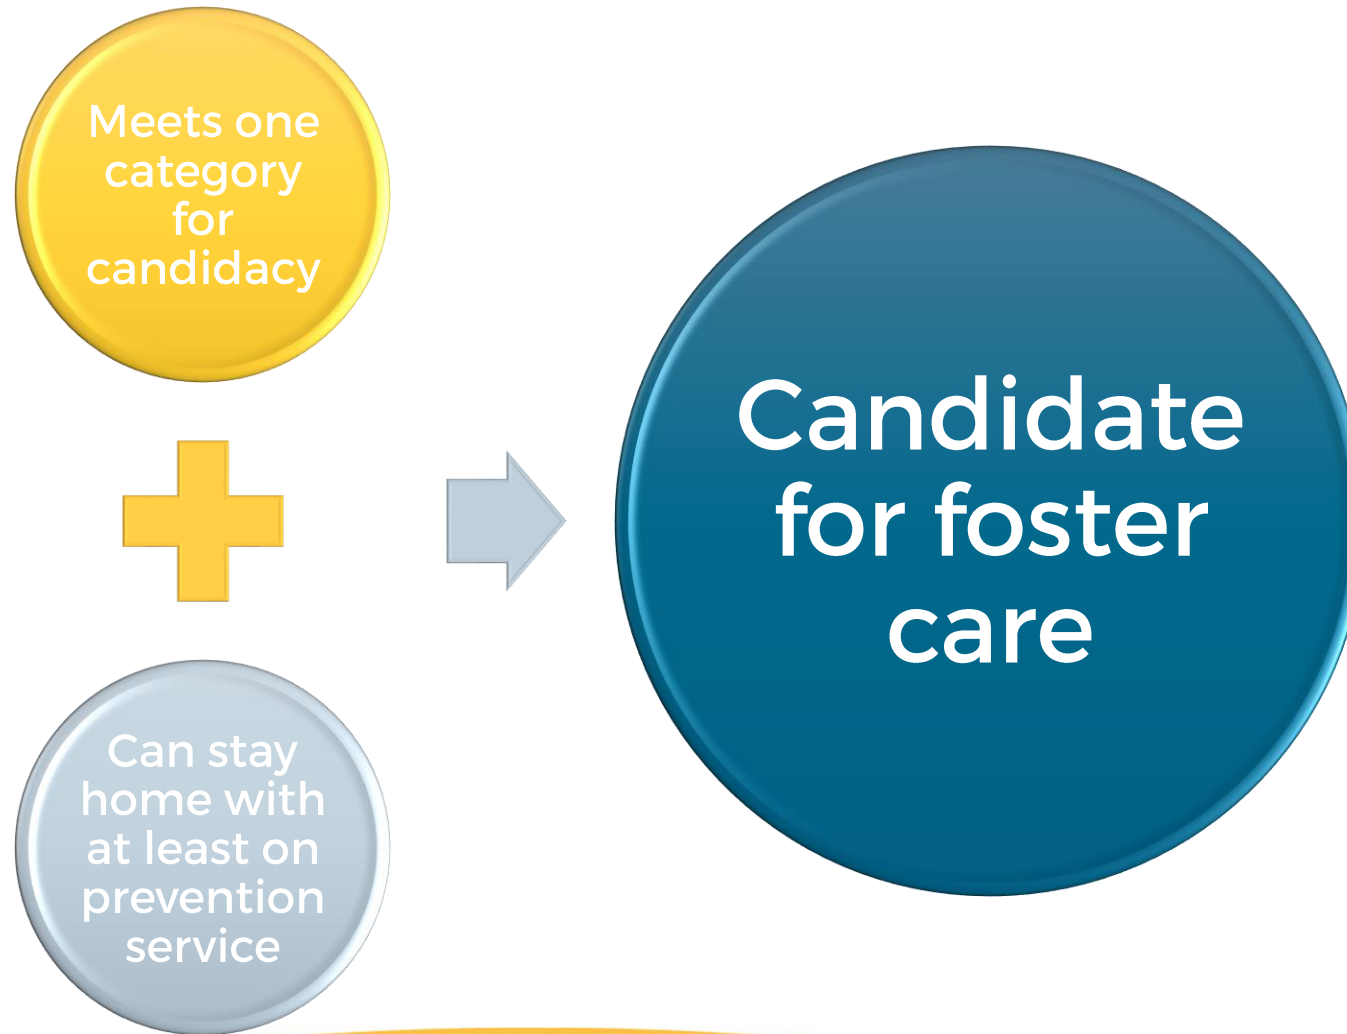 Meets one
category
for
candidacy
Can stay
home with
at least on
prevention
service
Candidate
for foster
care